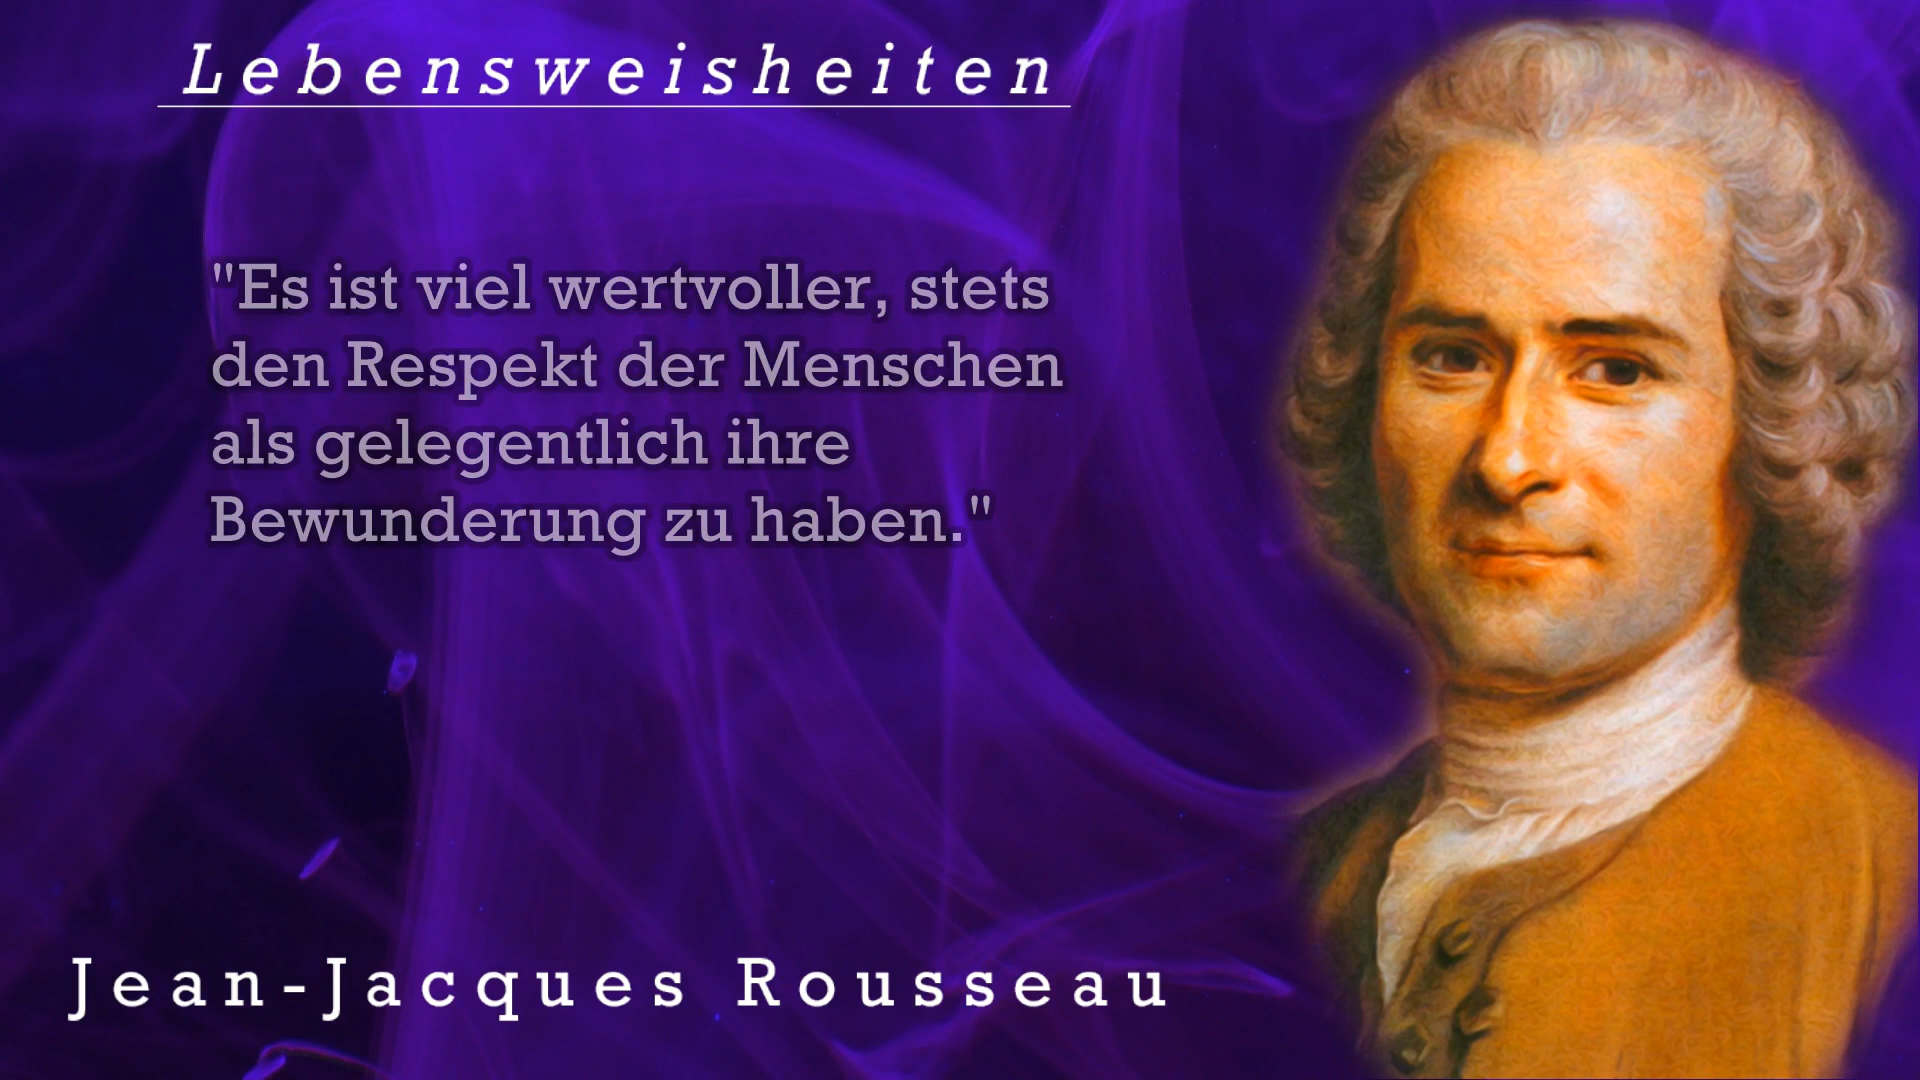 Lebensweisheiten
"Es ist viel wertvoller, stets
den Respekt der Menschen
als gelegentlich ihre
Bewunderung zu haben."
Jean-Jacques Rousseau